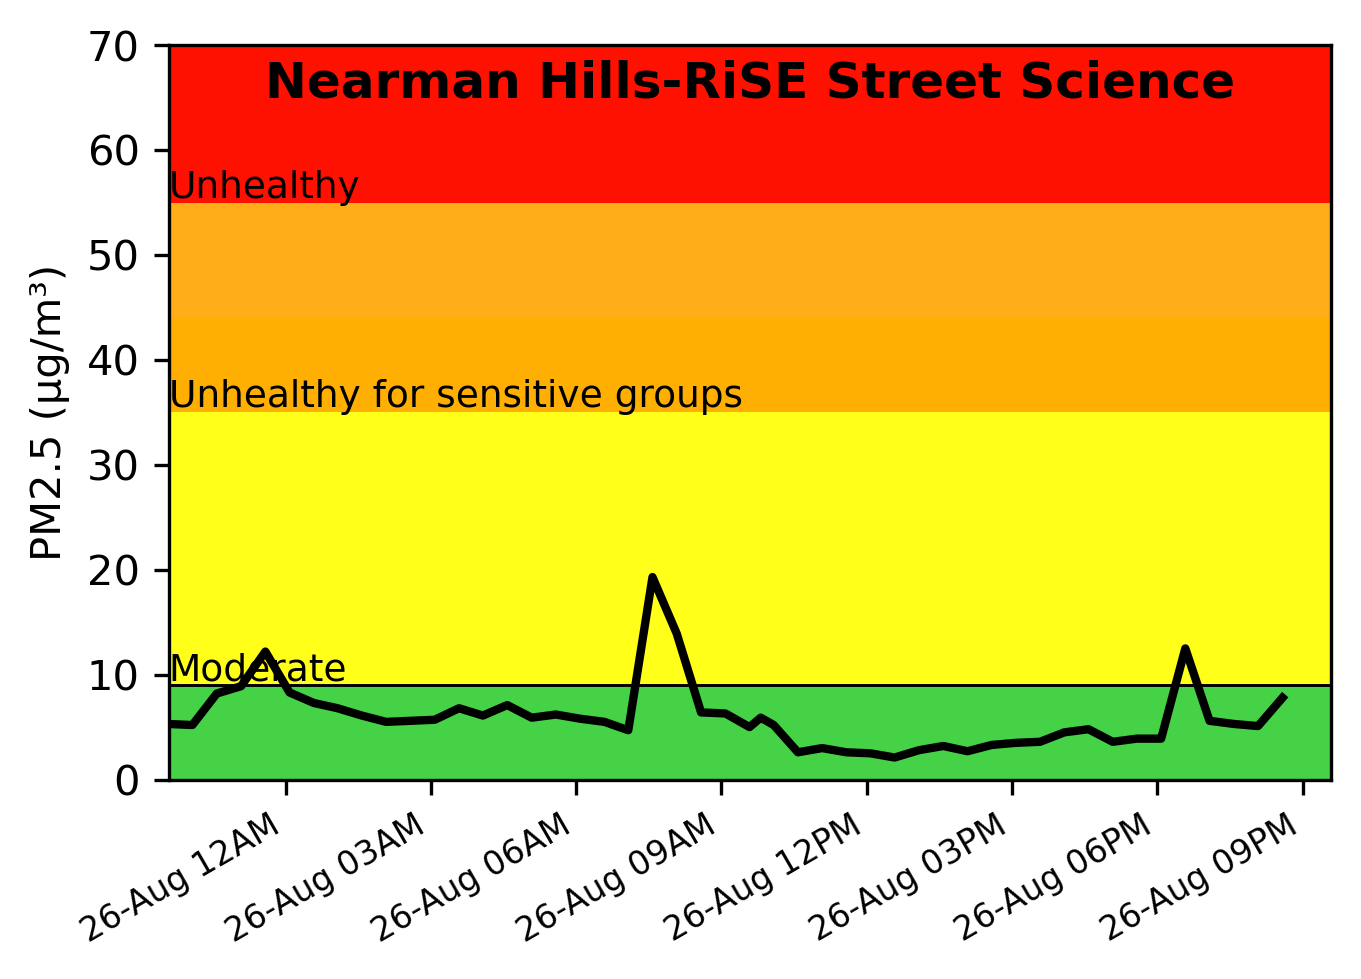 Nearman Hills-RiSE Street Science
70
60
50
40
30
20
10
0
PM2.5 (µg/m³)
Unhealthy
Unhealthy for sensitive groups
Moderate
26-Aug 12AM
26-Aug 03AM
26-Aug 06AM
26-Aug 09AM
26-Aug 12PM
26-Aug 03PM
26-Aug 06PM
26-Aug 09PM